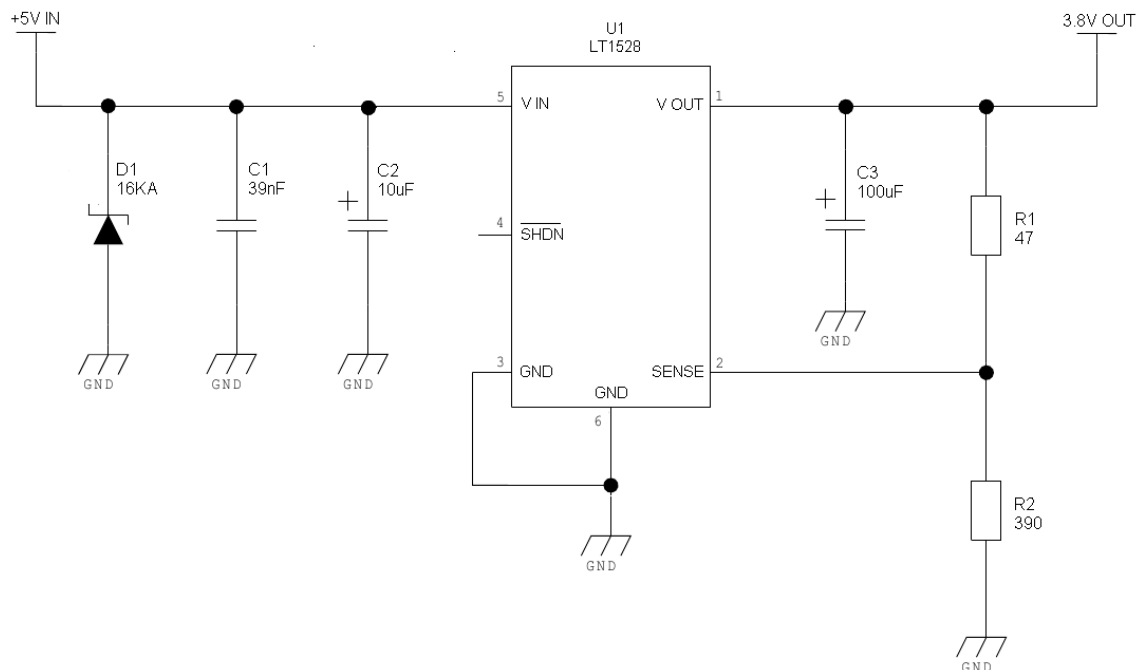 +5V IN
U1
LT1528
3.8V OUT
5
V IN
V OUT
1
D1
16KA
C1
39nF
C2
10uF
+
4
SHDN
+
C3
100uF
R1
47
GND
3
GND
SENSE
2
GND
GND
GND
GND
6
R2
390
GND
GND